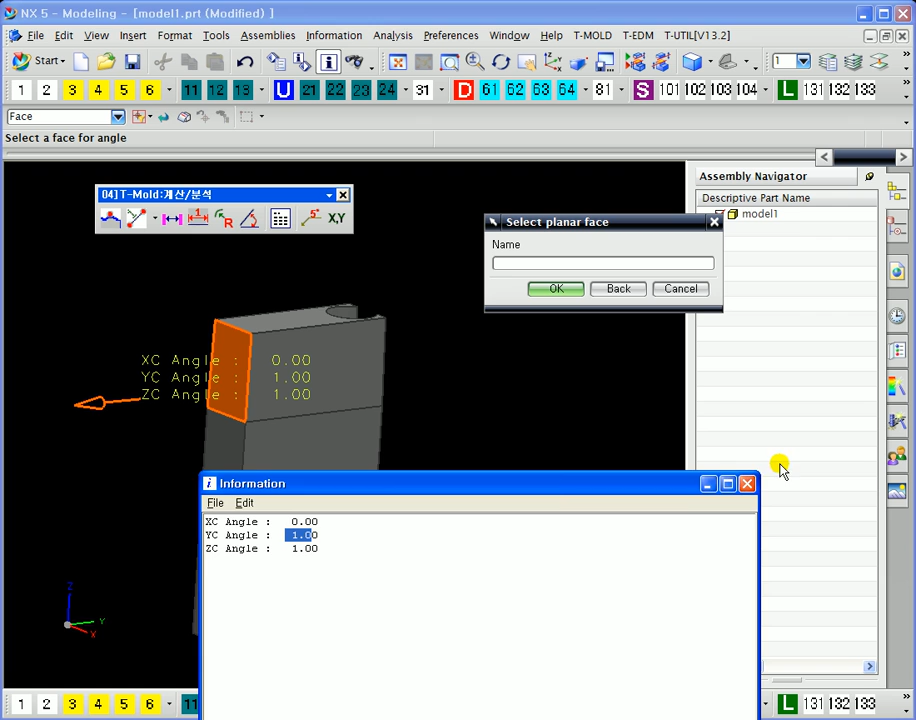 NX 5 - Modeling - [model1.prt (Modified) ]
File Edit View Insert Format Tools Assemblies Information Analysis Preferences Window Help T-MOLD T-EDM T-UTIL[V13.2]
Start 1
1 2 3 4 5 6 11 12 13 U 21 22 23 24 31 D 61 62 63 64 81 S 101 102 103 104 L 131 132 133
Face
Select a face for angle
Assembly Navigator
Descriptive Part Name
model1
04]T-Mold:계산/분석
R X,Y
Select planar face
Name
OK Back Cancel
XC Angle : 0.00
YC Angle : 1.00
ZC Angle : 1.00
Information
File Edit
XC Angle : 0.00
YC Angle : 1.00
ZC Angle : 1.00
Z
Y
X
1 2 3 4 5 6 11 L 131 132 133